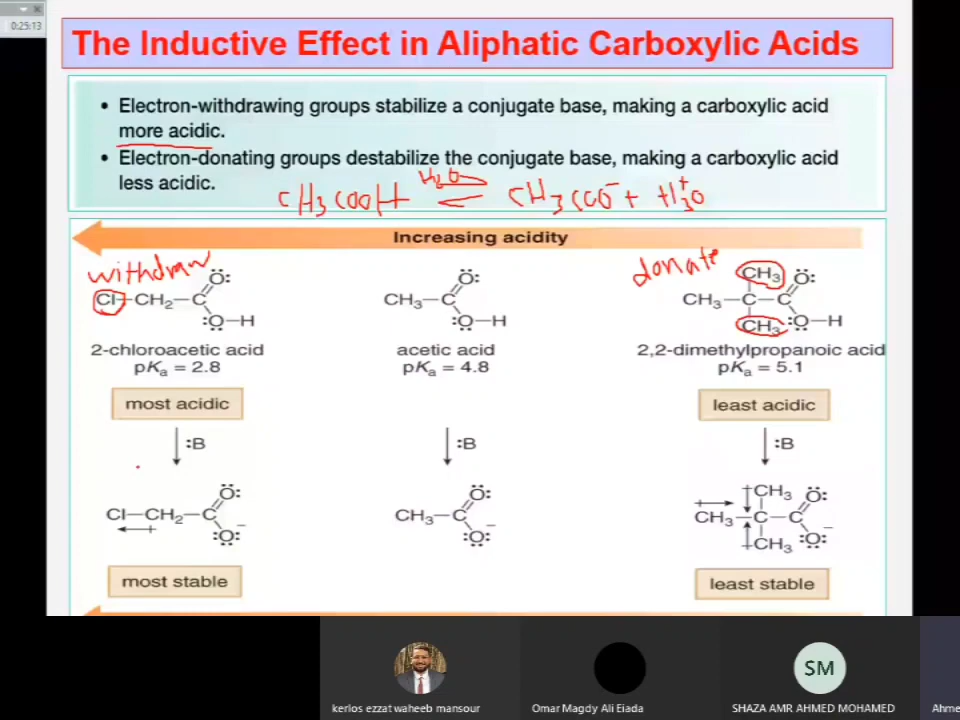 0:25:13
The Inductive Effect in Aliphatic Carboxylic Acids
• Electron-withdrawing groups stabilize a conjugate base, making a carboxylic acid
more acidic.
• Electron-donating groups destabilize the conjugate base, making a carboxylic acid
less acidic.
CH3COOH H2O ⇌ CH3COO⁻ + H3O⁺
Increasing acidity
withdraw
donate
Cl—CH2—C
Ö:
:Ö—H
CH3—C
Ö:
:Ö—H
CH3
CH3—C—C
CH3
Ö:
:Ö—H
2-chloroacetic acid
pKa = 2.8
acetic acid
pKa = 4.8
2,2-dimethylpropanoic acid
pKa = 5.1
most acidic
least acidic
:B
:B
:B
Cl—CH2—C
Ö:
:Ö: −
CH3—C
Ö:
:Ö: −
CH3
CH3—C—C
CH3
Ö:
:Ö: −
most stable
least stable
SM
kerlos ezzat waheeb mansour
Omar Magdy Ali Eiada
SHAZA AMR AHMED MOHAMED
Ahme